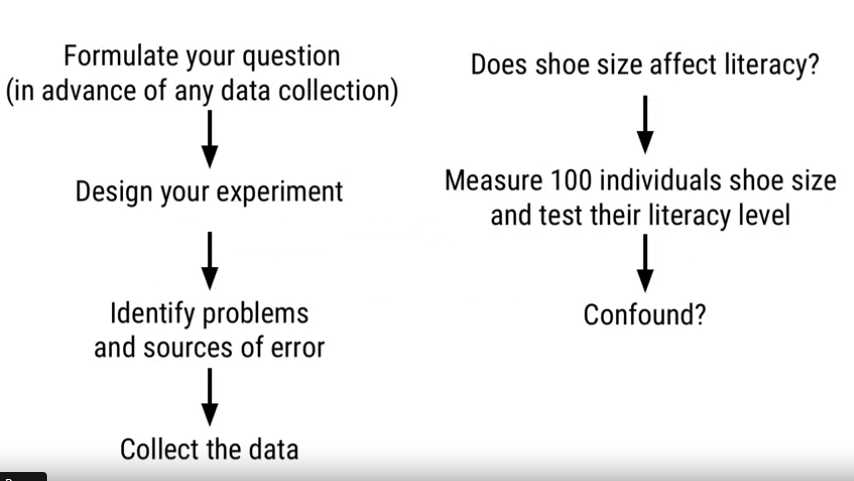 Formulate your question
(in advance of any data collection)
Design your experiment
Identify problems
and sources of error
Collect the data
Does shoe size affect literacy?
Measure 100 individuals shoe size
and test their literacy level
Confound?